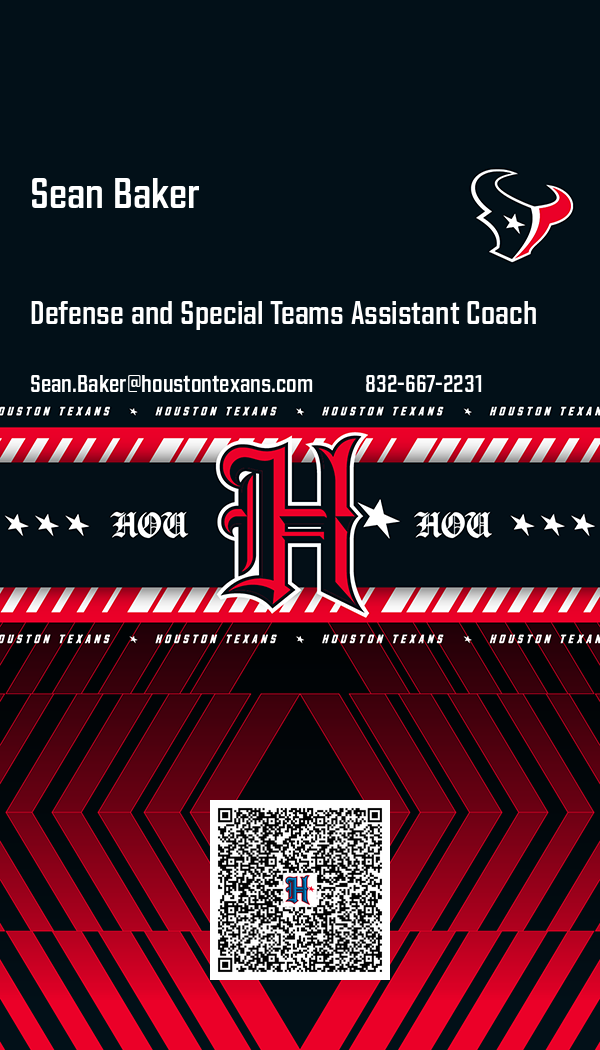 Sean Baker
Defense and Special Teams Assistant Coach
Sean.Baker@houstontexans.com 832-667-2231
OUSTON TEXANS HOUSTON TEXANS HOUSTON TEXANS HOUSTON TEXAN
HOU H HOU
OUSTON TEXANS HOUSTON TEXANS HOUSTON TEXANS HOUSTON TEXAN
H